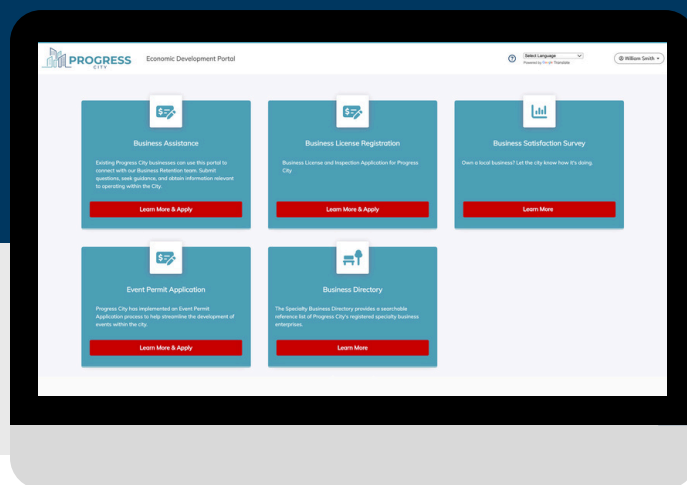 PROGRESS
CITY
Economic Development Portal
Select Language
Powered by Google Translate
William Smith
Business Assistance
Existing Progress City businesses can use this portal to
connect with our Business Retention team. Submit
questions, seek guidance, and obtain information relevant
to operating within the City.
Learn More & Apply
Business License Registration
Business License and Inspection Application for Progress
City
Learn More & Apply
Business Satisfaction Survey
Own a local business? Let the city know how it's doing.
Learn More
Event Permit Application
Progress City has implemented an Event Permit
Application process to help streamline the development of
events within the city.
Learn More & Apply
Business Directory
The Specialty Business Directory provides a searchable
reference list of Progress City's registered specialty business
enterprises.
Learn More